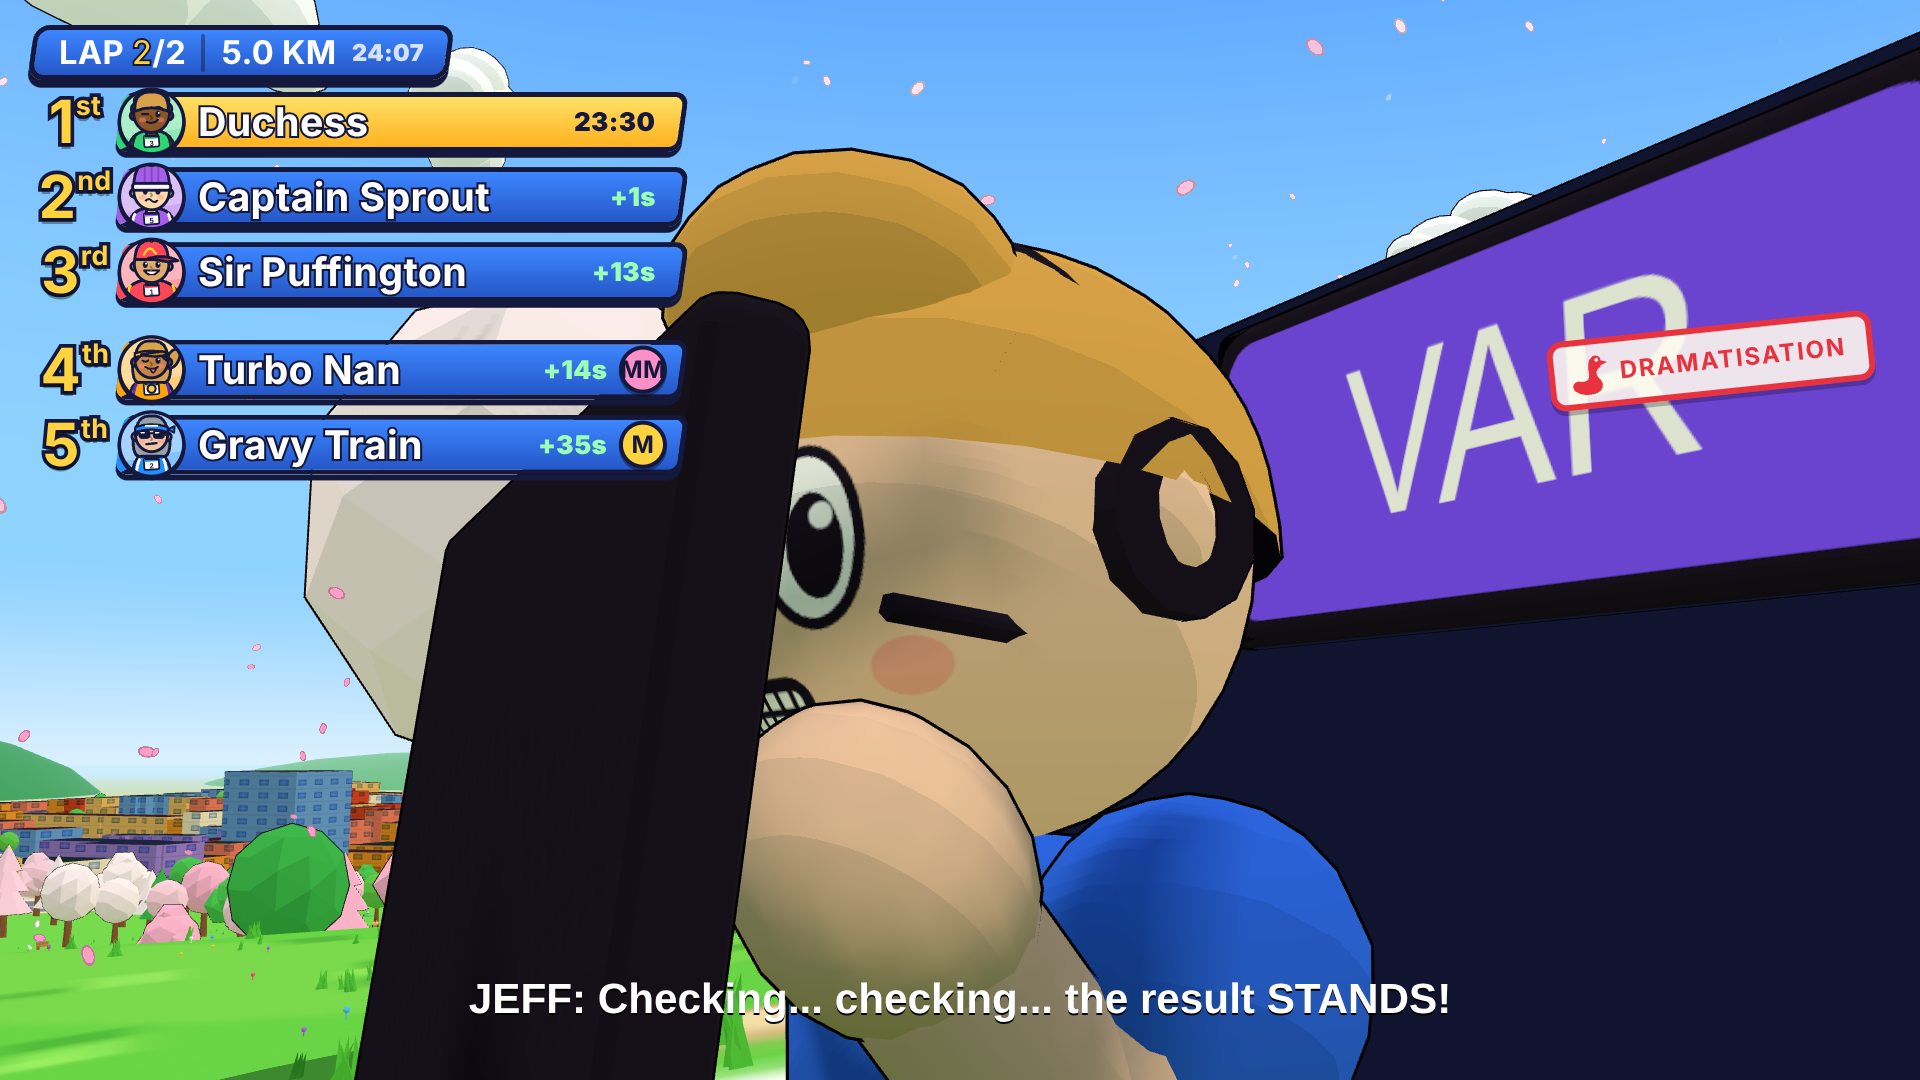 LAP 2/2 5.0 KM 24:07
1st Duchess 23:30
2nd Captain Sprout +1s
3rd Sir Puffington +13s
4th Turbo Nan +14s MM
5th Gravy Train +35s M
VAR
DRAMATISATION
JEFF: Checking... checking... the result STANDS!